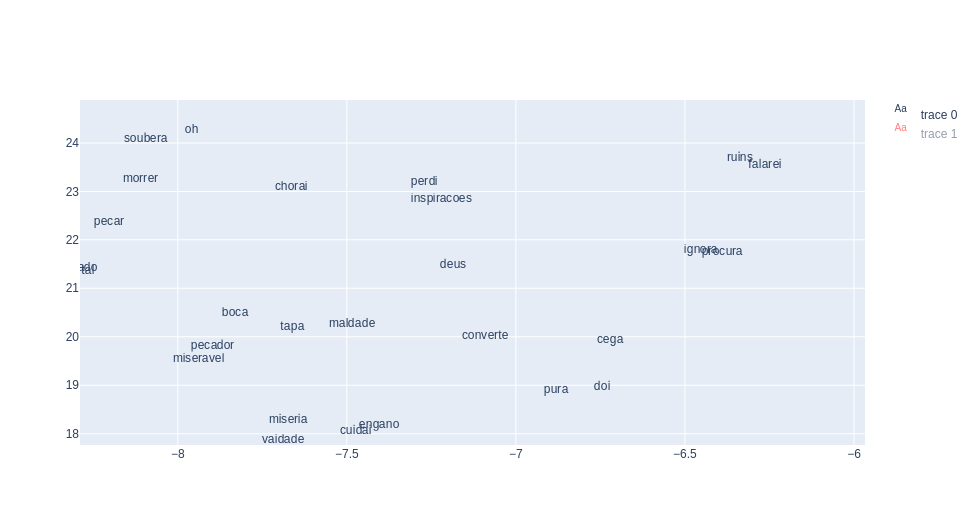 Aa trace 0
Aa trace 1
24
oh
soubera
ruins
falarei
morrer
perdi
23
chorai
inspiracoes
pecar
22
ignora
procura
deus
tal
21
boca
maldade
tapa
20
converte
cega
pecador
miseravel
19
doi
pura
miseria
engano
cuidar
18
vaidade
−8
−7.5
−7
−6.5
−6